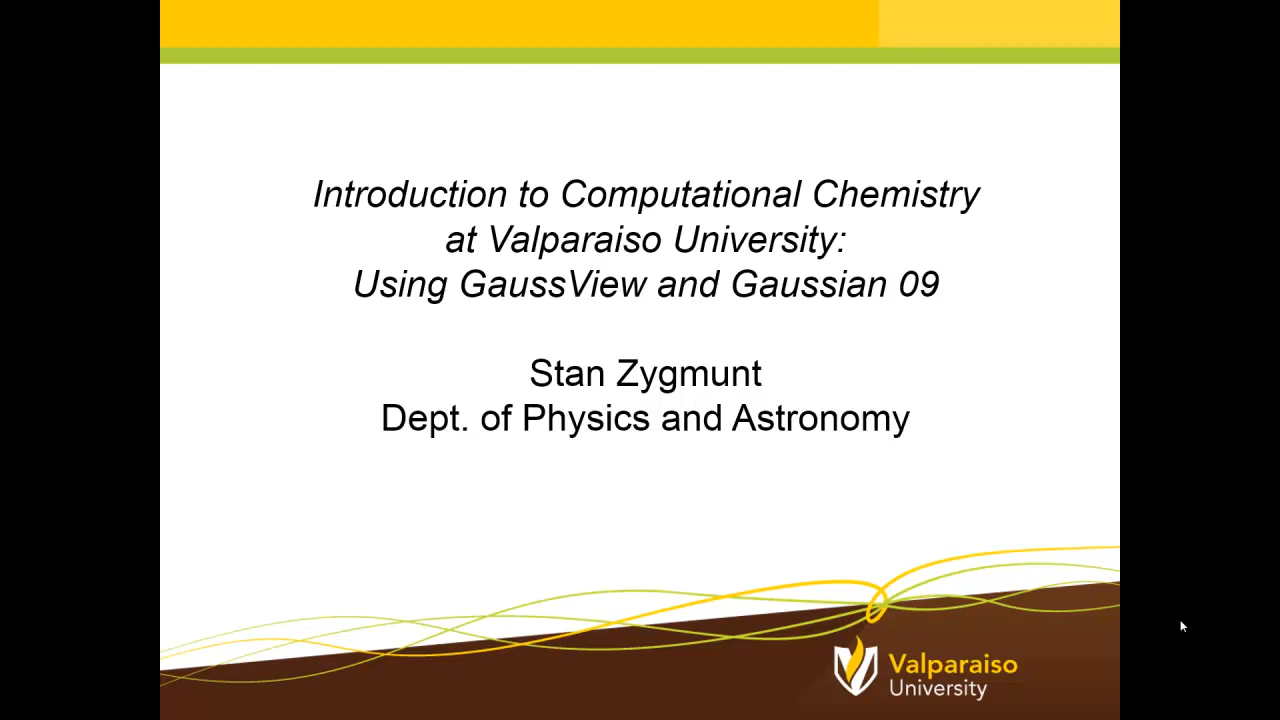 Introduction to Computational Chemistry
at Valparaiso University:
Using GaussView and Gaussian 09
Stan Zygmunt
Dept. of Physics and Astronomy
Valparaiso
University